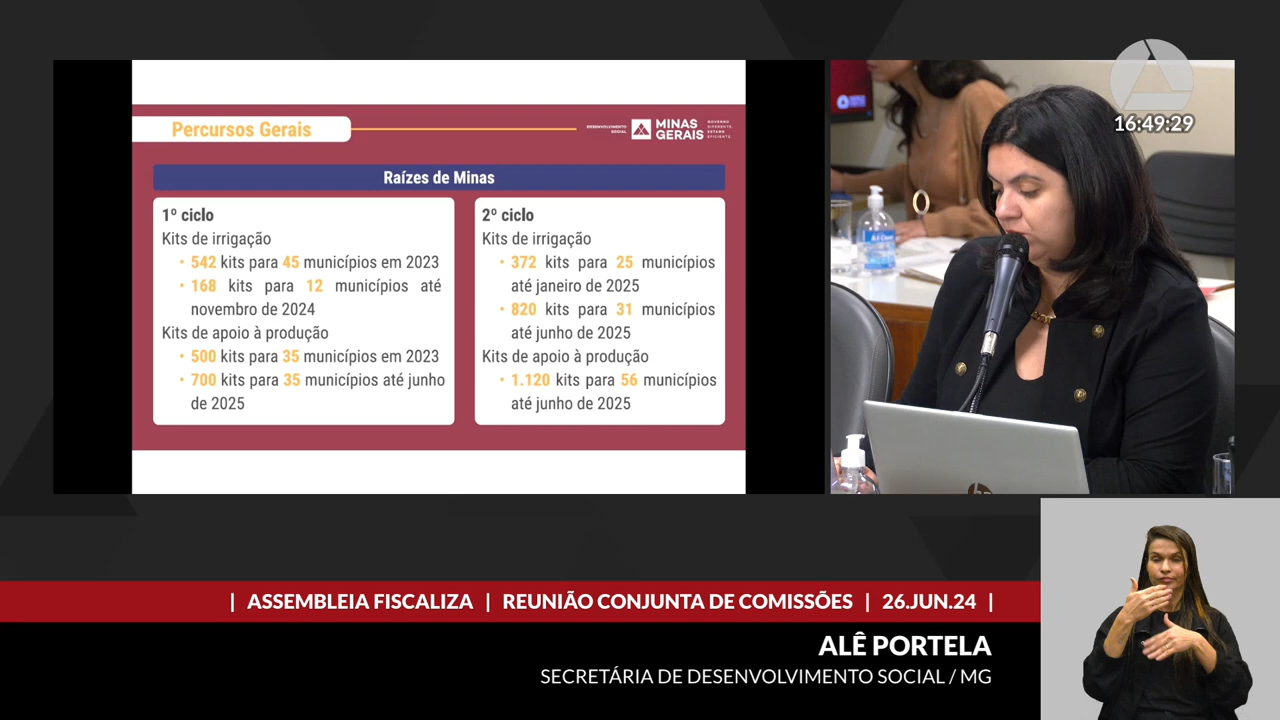 Percursos Gerais
DESENVOLVIMENTO
SOCIAL
MINAS
GERAIS
GOVERNO
DIFERENTE.
ESTADO
EFICIENTE.
Raízes de Minas
1º ciclo
Kits de irrigação
• 542 kits para 45 municípios em 2023
• 168 kits para 12 municípios até
novembro de 2024
Kits de apoio à produção
• 500 kits para 35 municípios em 2023
• 700 kits para 35 municípios até junho
de 2025
2º ciclo
Kits de irrigação
• 372 kits para 25 municípios
até janeiro de 2025
• 820 kits para 31 municípios
até junho de 2025
Kits de apoio à produção
• 1.120 kits para 56 municípios
até junho de 2025
16:49:29
| ASSEMBLEIA FISCALIZA | REUNIÃO CONJUNTA DE COMISSÕES | 26.JUN.24 |
ALÊ PORTELA
SECRETÁRIA DE DESENVOLVIMENTO SOCIAL / MG